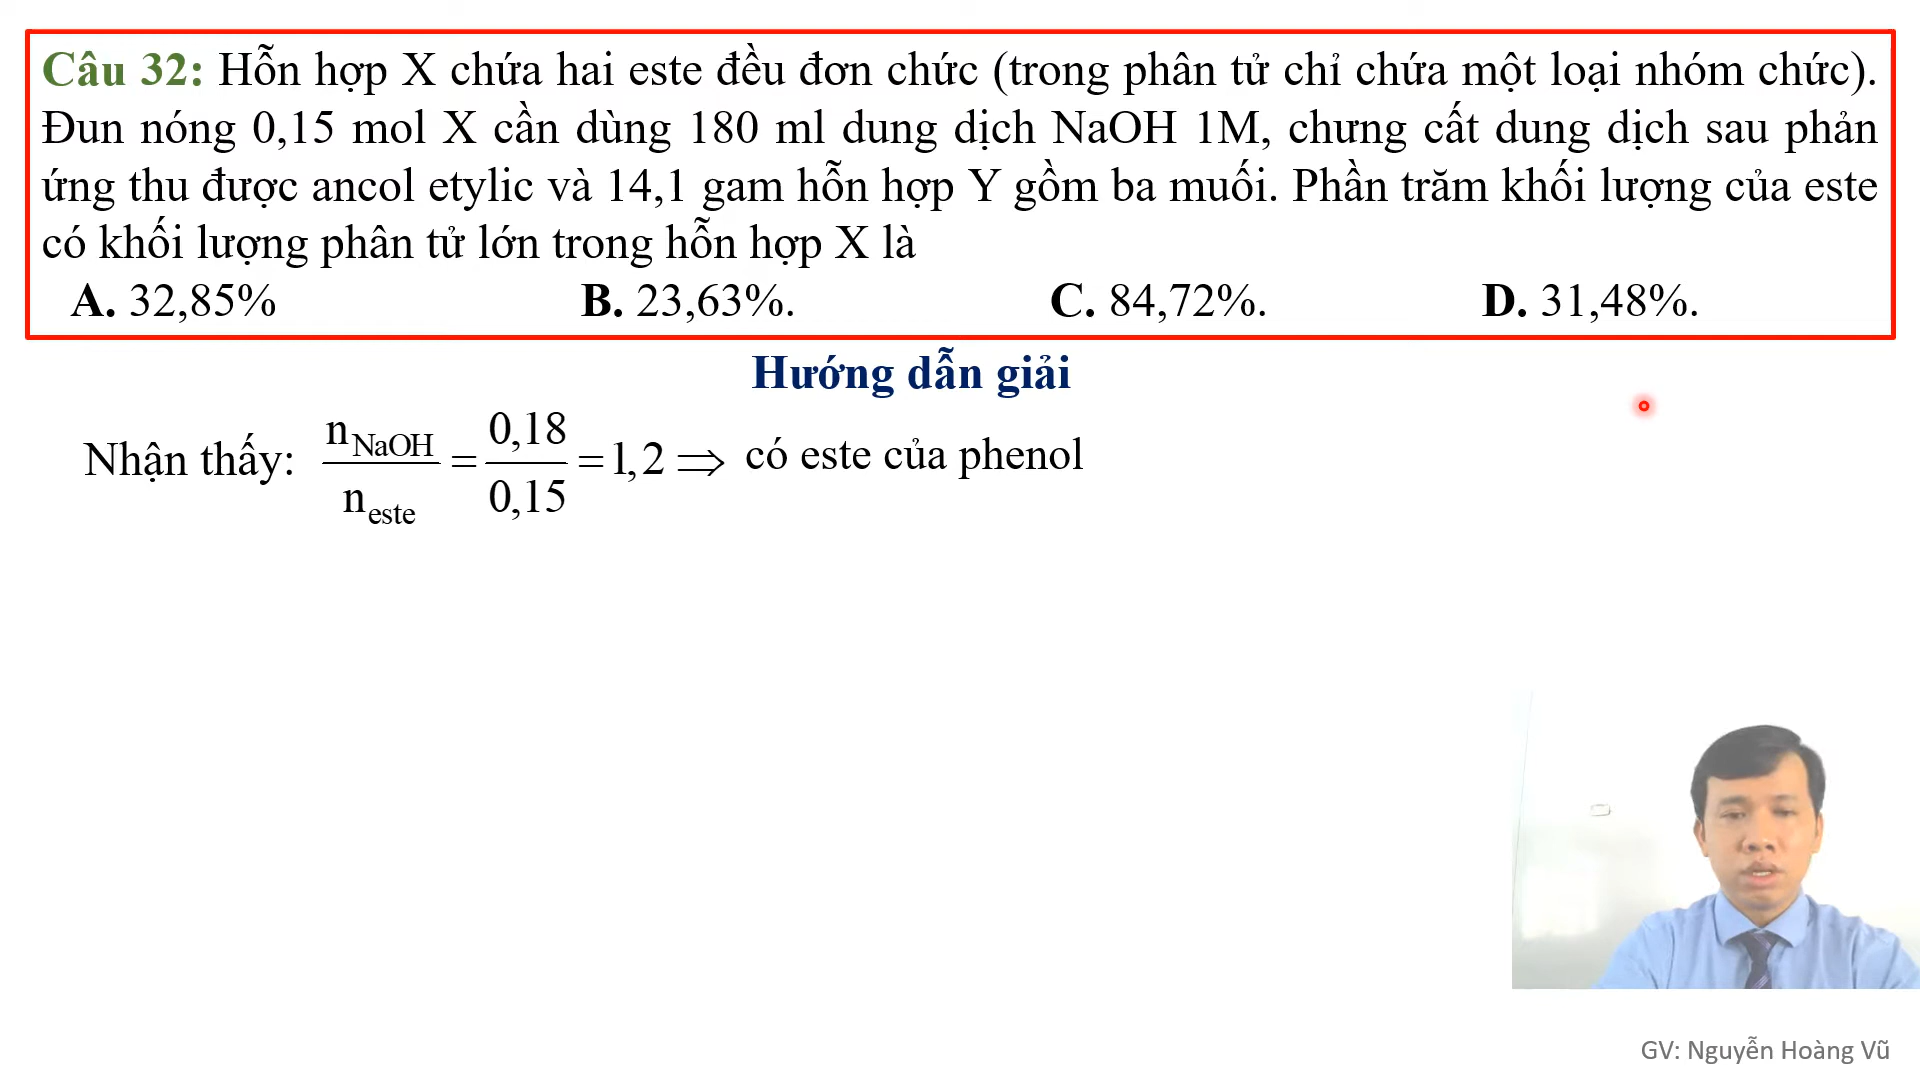 Câu 32: Hỗn hợp X chứa hai este đều đơn chức (trong phân tử chỉ chứa một loại nhóm chức).
Đun nóng 0,15 mol X cần dùng 180 ml dung dịch NaOH 1M, chưng cất dung dịch sau phản
ứng thu được ancol etylic và 14,1 gam hỗn hợp Y gồm ba muối. Phần trăm khối lượng của este
có khối lượng phân tử lớn trong hỗn hợp X là
A. 32,85% B. 23,63%. C. 84,72%. D. 31,48%.
Hướng dẫn giải
Nhận thấy: n_NaOH / n_este = 0,18 / 0,15 = 1,2 ⇒ có este của phenol
GV: Nguyễn Hoàng Vũ